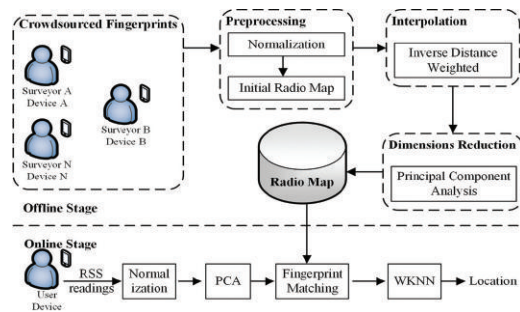 Crowdsourced Fingerprints
Surveyor A
Device A
Surveyor B
Device B
Surveyor N
Device N
Offline Stage
Preprocessing
Normalization
Initial Radio Map
Interpolation
Inverse Distance
Weighted
Dimensions Reduction
Principal Component
Analysis
Radio Map
Online Stage
User
Device
RSS
readings
Normal
ization
PCA
Fingerprint
Matching
WKNN
Location